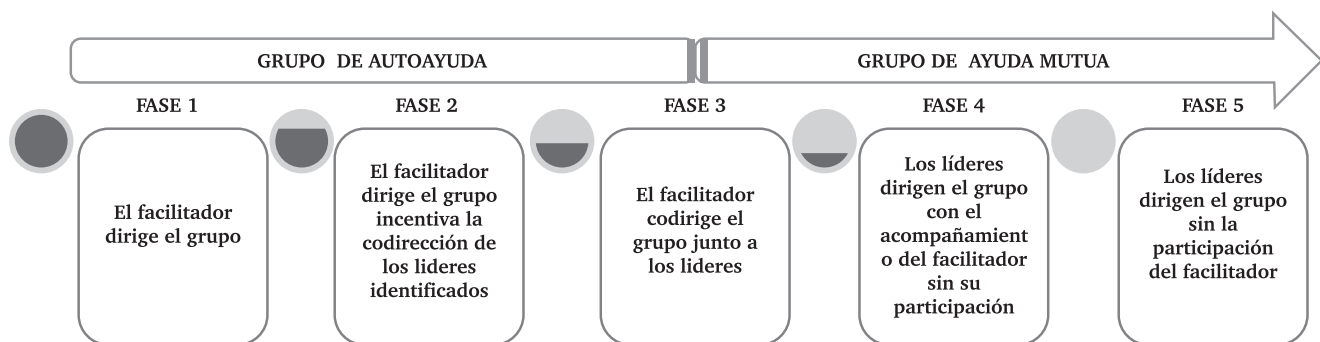 GRUPO DE AUTOAYUDA
GRUPO DE AYUDA MUTUA
FASE 1
FASE 2
FASE 3
FASE 4
FASE 5
El facilitador
dirige el grupo
El facilitador
dirige el grupo
incentiva la
codirección de
los lideres
identificados
El facilitador
codirige el
grupo junto a
los lideres
Los líderes
dirigen el grupo
con el
acompañamient
o del facilitador
sin su
participación
Los líderes
dirigen el grupo
sin la
participación
del facilitador